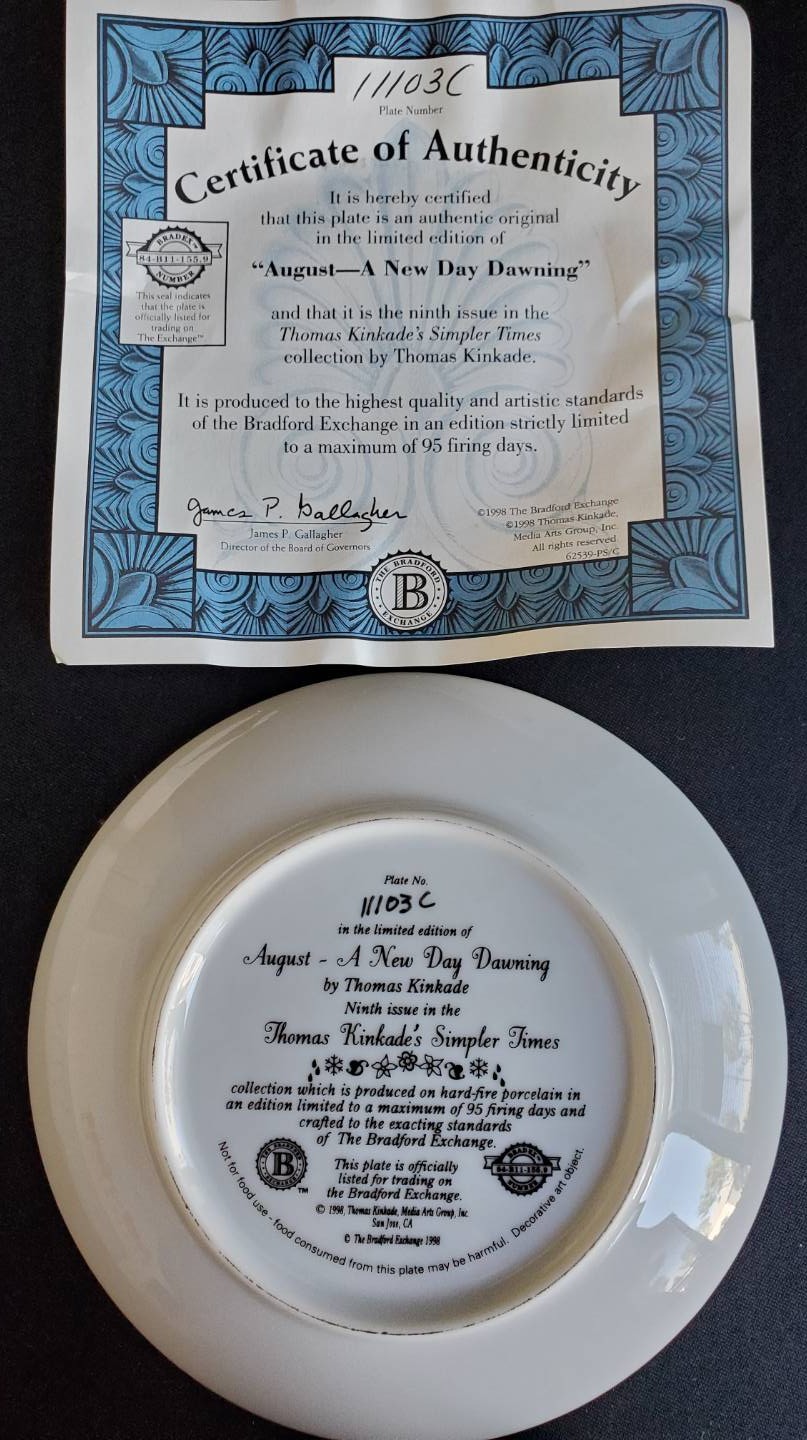 11103C
Plate Number
Certificate of Authenticity
It is hereby certified
that this plate is an authentic original
in the limited edition of
“August—A New Day Dawning”
BRADEX™
84-B11-155.9
NUMBER
This seal indicates
that the plate is
officially listed for
trading on
The Exchange™
and that it is the ninth issue in the
Thomas Kinkade's Simpler Times
collection by Thomas Kinkade.
It is produced to the highest quality and artistic standards
of the Bradford Exchange in an edition strictly limited
to a maximum of 95 firing days.
James P. Gallagher
James P. Gallagher
Director of the Board of Governors
©1998 The Bradford Exchange
©1998 Thomas Kinkade,
Media Arts Group, Inc.
All rights reserved.
62539-PS/C
THE BRADFORD
B
EXCHANGE
Plate No.
11103C
in the limited edition of
August - A New Day Dawning
by Thomas Kinkade
Ninth issue in the
Thomas Kinkade's Simpler Times
collection which is produced on hard-fire porcelain in
an edition limited to a maximum of 95 firing days and
crafted to the exacting standards
of The Bradford Exchange.
THE BRADFORD
B
EXCHANGE
™
This plate is officially
listed for trading on
the Bradford Exchange.
BRADEX
84-B11-155.9
NUMBER
© 1998, Thomas Kinkade, Media Arts Group, Inc.
San Jose, CA
© The Bradford Exchange 1998
Not for food use - food consumed from this plate may be harmful. Decorative art object.